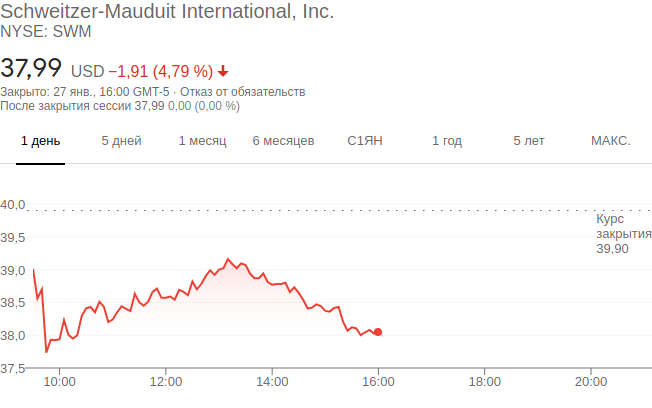 Schweitzer-Mauduit International, Inc.
NYSE: SWM
37,99 USD −1,91 (4,79 %)
Закрыто: 27 янв., 16:00 GMT-5 · Отказ от обязательств
После закрытия сессии 37,99 0,00 (0,00 %)
1 день 5 дней 1 месяц 6 месяцев С1ЯН 1 год 5 лет МАКС.
40,0
Курс
закрытия
39,90
39,5
39,0
38,5
38,0
37,5
10:00 12:00 14:00 16:00 18:00 20:00